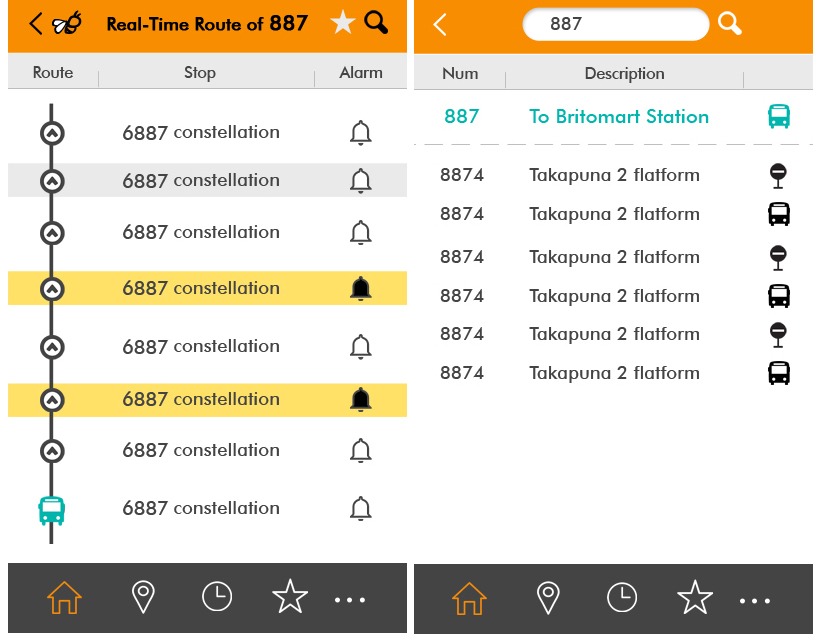 Real-Time Route of 887
Route Stop Alarm
6887 constellation
6887 constellation
6887 constellation
6887 constellation
6887 constellation
6887 constellation
6887 constellation
6887 constellation
887
Num Description
887 To Britomart Station
8874 Takapuna 2 flatform
8874 Takapuna 2 flatform
8874 Takapuna 2 flatform
8874 Takapuna 2 flatform
8874 Takapuna 2 flatform
8874 Takapuna 2 flatform